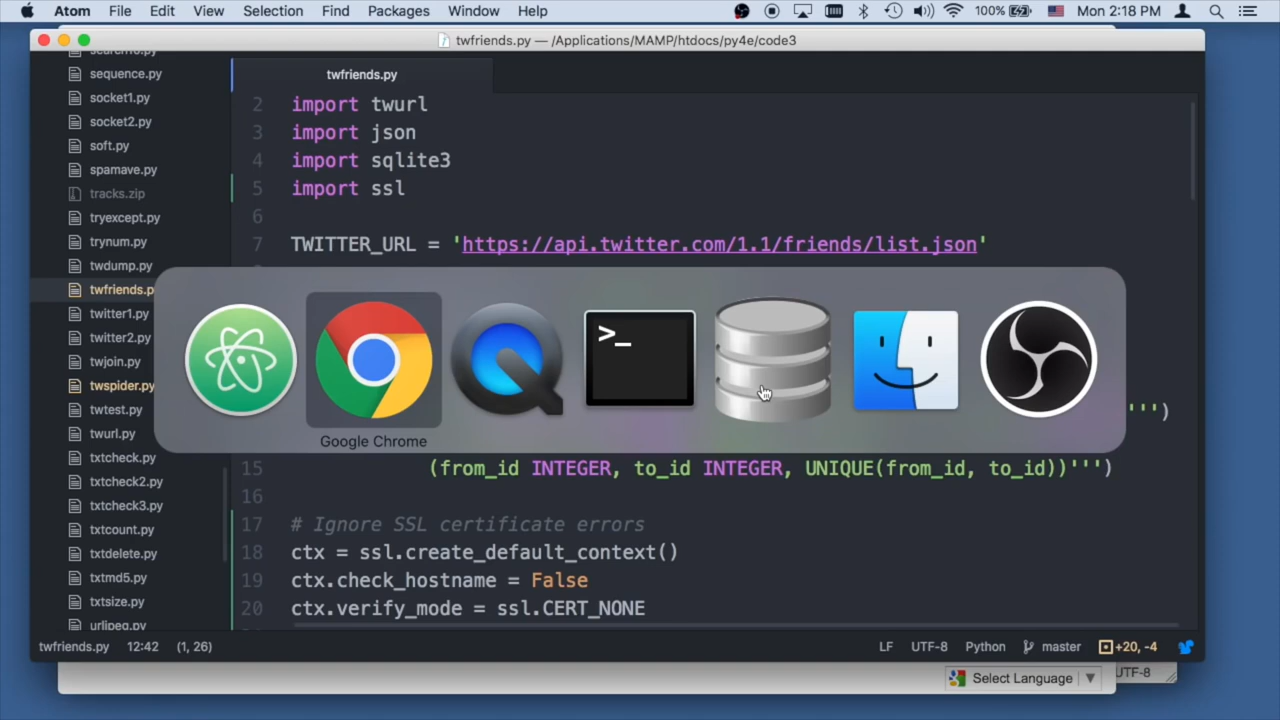 Atom File Edit View Selection Find Packages Window Help 100% Mon 2:18 PM
twfriends.py — /Applications/MAMP/htdocs/py4e/code3
twfriends.py
sequence.py
socket1.py
socket2.py
soft.py
spamave.py
tracks.zip
tryexcept.py
trynum.py
twdump.py
twfriends.p
twitter1.py
twitter2.py
twjoin.py
twspider.py
twtest.py
twurl.py
txtcheck.py
txtcheck2.py
txtcheck3.py
txtcount.py
txtdelete.py
txtmd5.py
txtsize.py
urljpeg.py
2 import twurl
3 import json
4 import sqlite3
5 import ssl
6
7 TWITTER_URL = 'https://api.twitter.com/1.1/friends/list.json'
>_
''')
Google Chrome
15 (from_id INTEGER, to_id INTEGER, UNIQUE(from_id, to_id))''')
16
17 # Ignore SSL certificate errors
18 ctx = ssl.create_default_context()
19 ctx.check_hostname = False
20 ctx.verify_mode = ssl.CERT_NONE
twfriends.py 12:42 (1, 26) LF UTF-8 Python master +20, -4
Select Language ▼ UTF-8